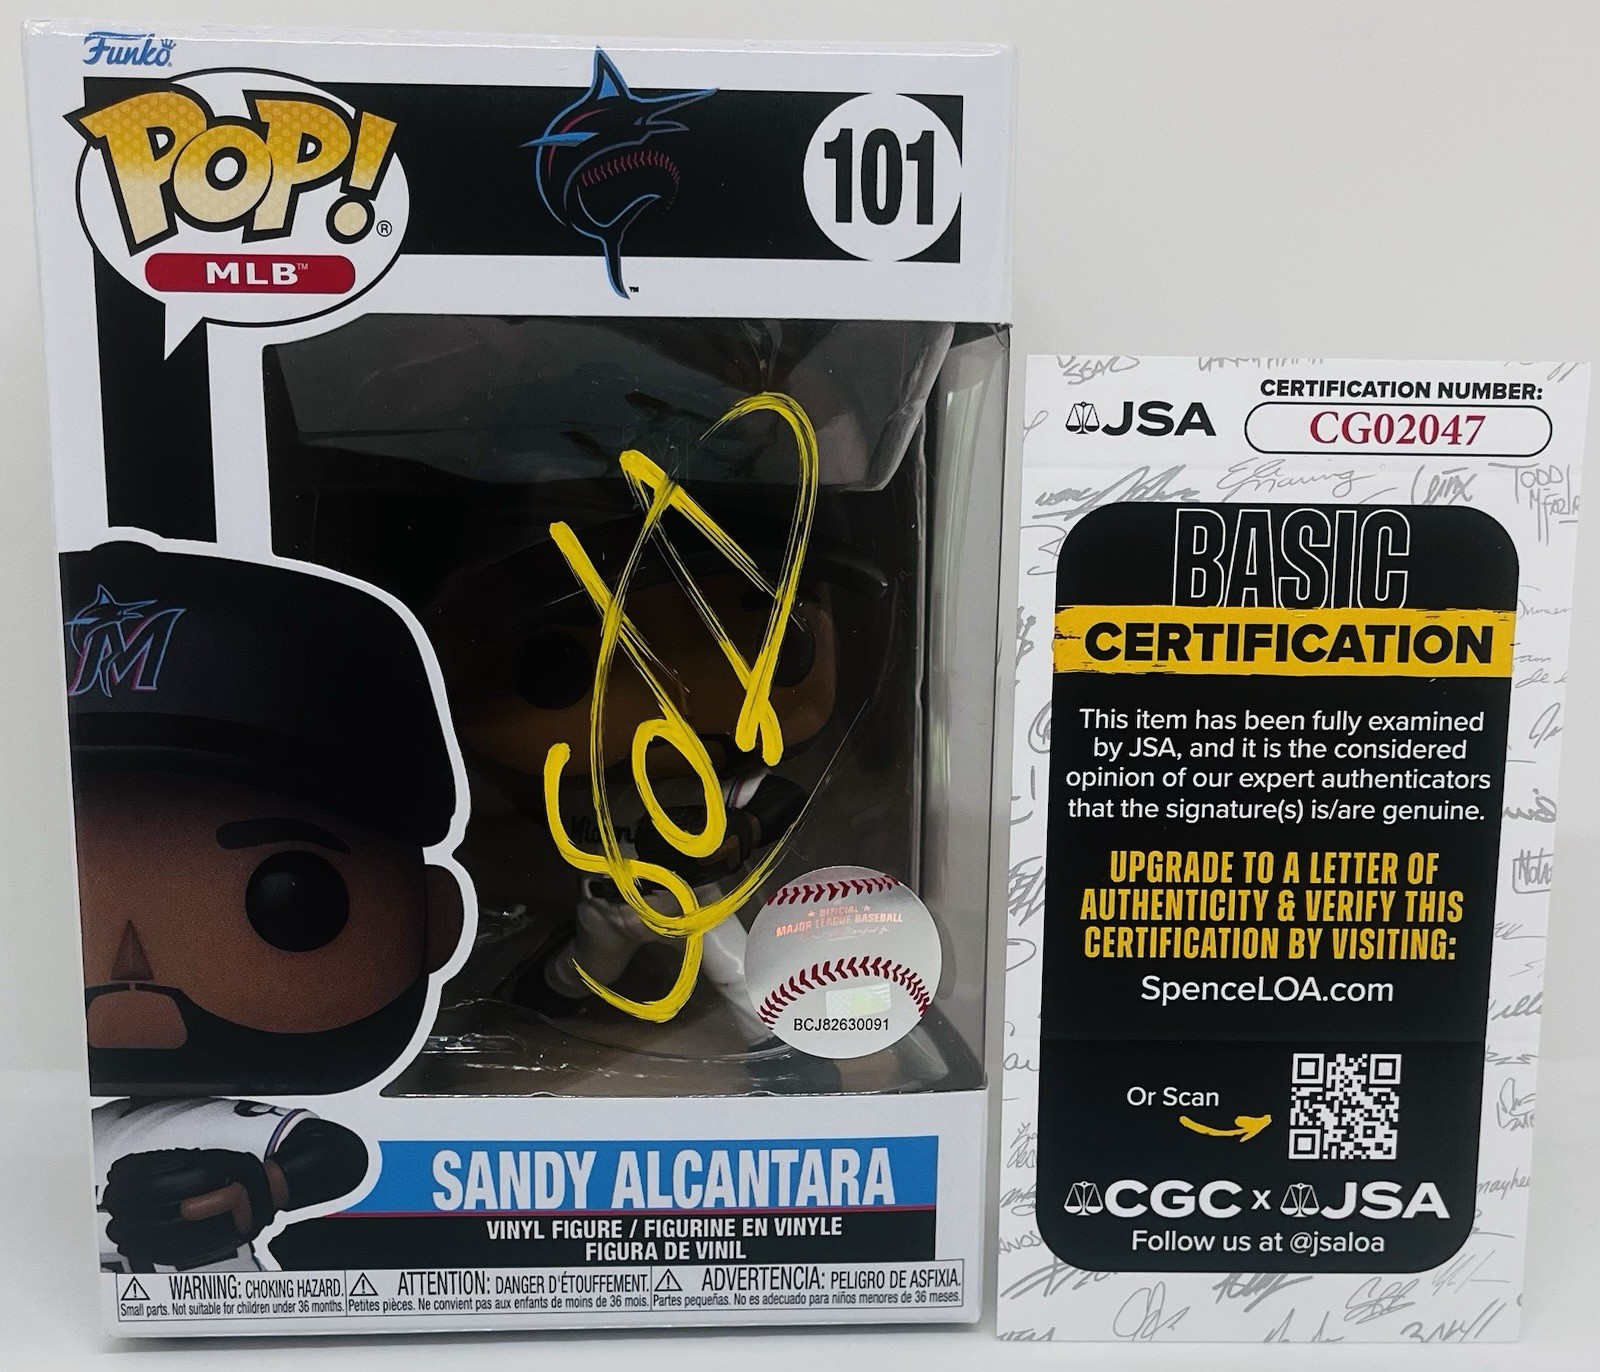 Funko
POP!®
MLB™
101
™
M
OFFICIAL
MAJOR LEAGUE BASEBALL
BCJ82630091
SANDY ALCANTARA
VINYL FIGURE / FIGURINE EN VINYLE
FIGURA DE VINIL
WARNING: CHOKING HAZARD.
Small parts. Not suitable for children under 36 months.
ATTENTION: DANGER D'ÉTOUFFEMENT.
Petites pièces. Ne convient pas aux enfants de moins de 36 mois.
ADVERTENCIA: PELIGRO DE ASFIXIA.
Partes pequeñas. No es adecuado para niños menores de 36 meses.
JSA
CERTIFICATION NUMBER:
CG02047
BASIC
CERTIFICATION
This item has been fully examined
by JSA, and it is the considered
opinion of our expert authenticators
that the signature(s) is/are genuine.
UPGRADE TO A LETTER OF
AUTHENTICITY & VERIFY THIS
CERTIFICATION BY VISITING:
SpenceLOA.com
Or Scan
CGC x JSA
Follow us at @jsaloa